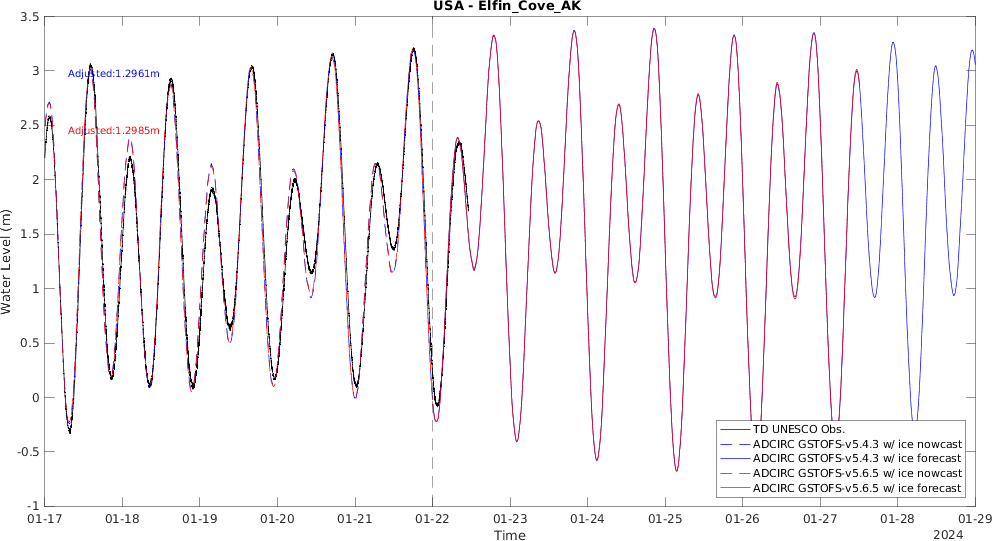 USA - Elfin_Cove_AK
3.5
3
2.5
2
1.5
1
0.5
0
-0.5
-1
Water Level (m)
Adjusted:1.2961m
Adjusted:1.2985m
TD UNESCO Obs.
ADCIRC GSTOFS-v5.4.3 w/ ice nowcast
ADCIRC GSTOFS-v5.4.3 w/ ice forecast
ADCIRC GSTOFS-v5.6.5 w/ ice nowcast
ADCIRC GSTOFS-v5.6.5 w/ ice forecast
01-17 01-18 01-19 01-20 01-21 01-22 01-23 01-24 01-25 01-26 01-27 01-28 01-29
Time
2024